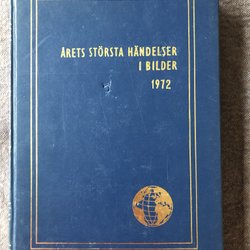 ÅRETS STÖRSTA HÄNDELSER
I BILDER
1972